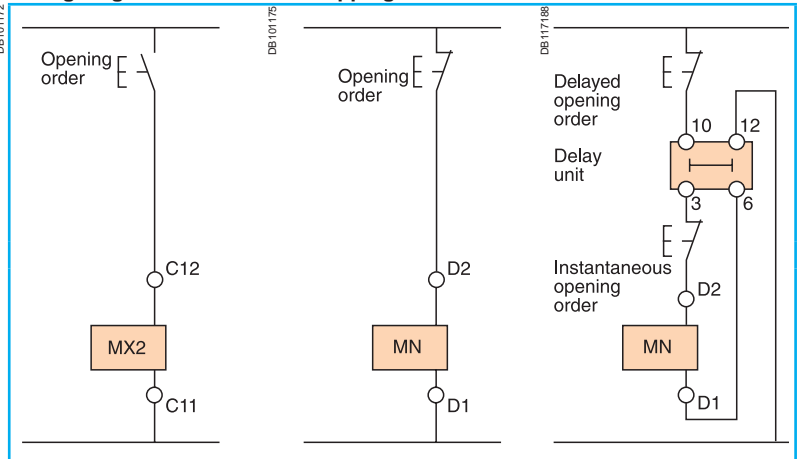 DB101172
Opening
order
C12
MX2
C11
DB101175
Opening
order
D2
MN
D1
DB117188
Delayed
opening
order
10 12
Delay
unit
3 6
Instantaneous
opening
order
D2
MN
D1